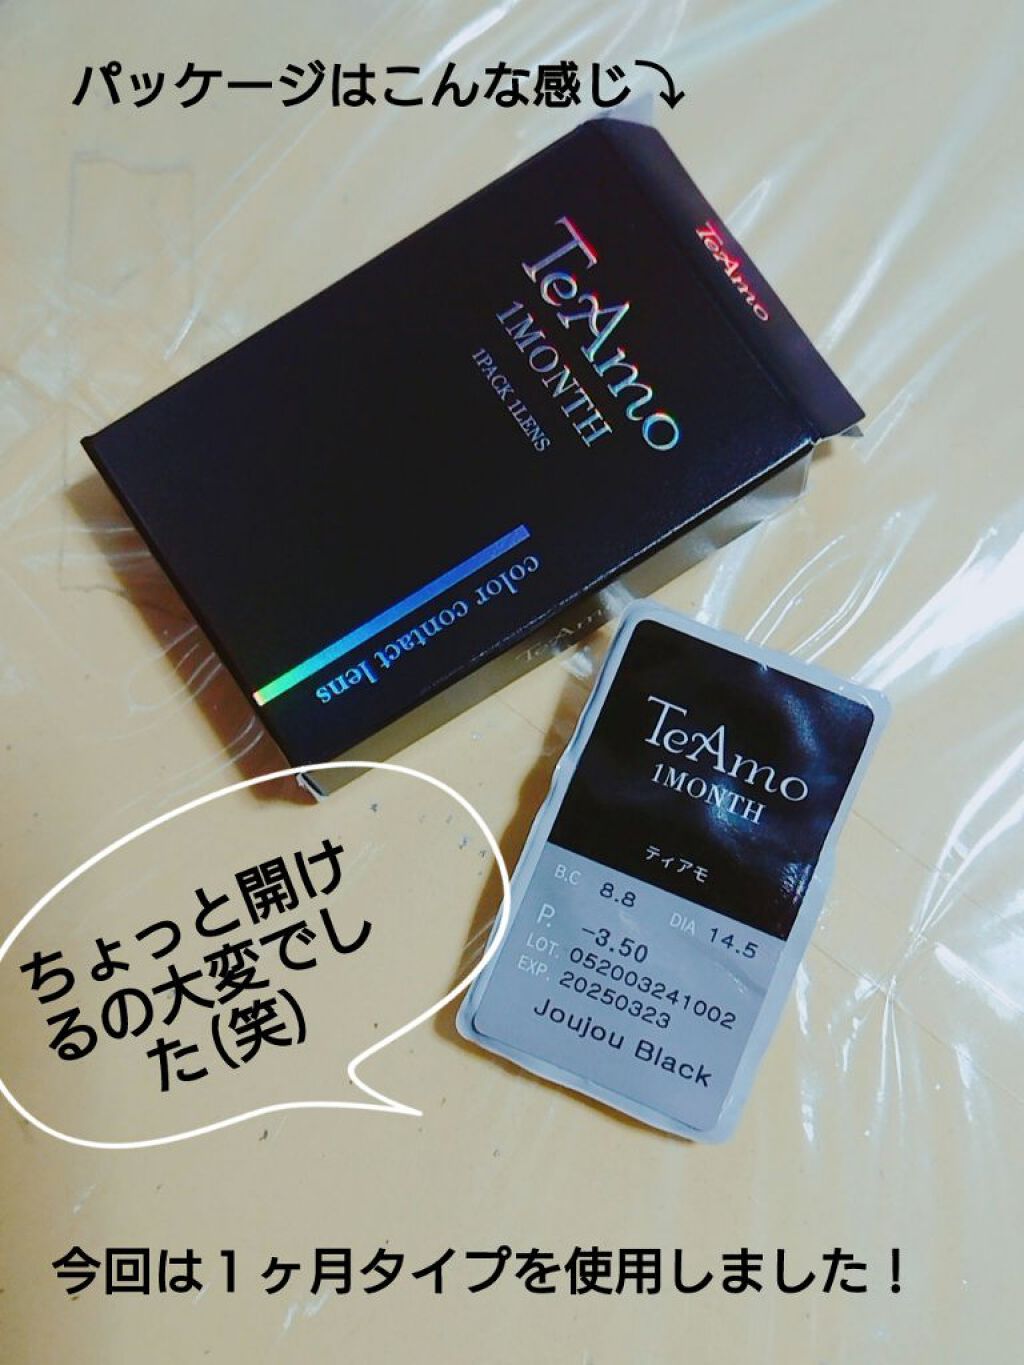 パッケージはこんな感じ⤵
TeAmo
TeAmo
1MONTH
1PACK 1LENS
color contact lens
TeAmo
TeAmo
1MONTH
ティアモ
B.C 8.8 DIA 14.5
P. -3.50
LOT. 052003241002
EXP. 20250323
Joujou Black
ちょっと開け
るの大変でし
た(笑)
今回は1ヶ月タイプを使用しました!